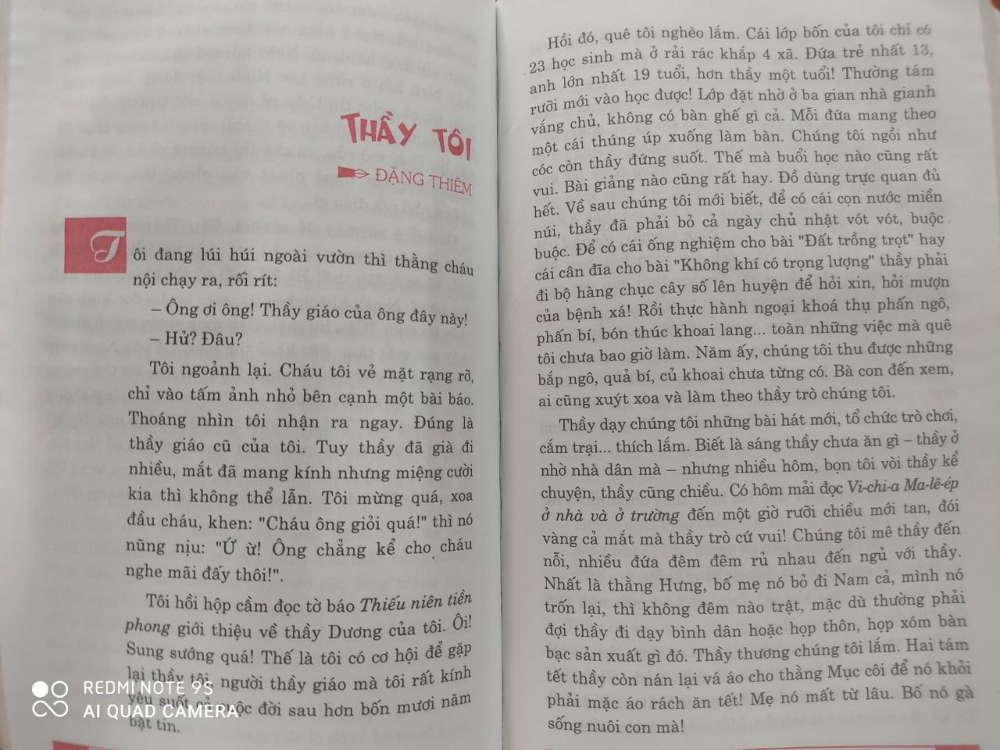 THẦY TÔI
ĐẶNG THIÊM
Tôi đang lúi húi ngoài vườn thì thằng cháu
nội chạy ra, rối rít:
– Ông ơi ông! Thầy giáo của ông đây này!
– Hử? Đâu?
Tôi ngoảnh lại. Cháu tôi vẻ mặt rạng rỡ,
chỉ vào tấm ảnh nhỏ bên cạnh một bài báo.
Thoáng nhìn tôi nhận ra ngay. Đúng là
thầy giáo cũ của tôi. Tuy thầy đã già đi
nhiều, mắt đã mang kính nhưng miệng cười
kia thì không thể lẫn. Tôi mừng quá, xoa
đầu cháu, khen: "Cháu ông giỏi quá!" thì nó
nũng nịu: "Ứ ừ! Ông chẳng kể cho cháu
nghe mãi đấy thôi!".
Tôi hồi hộp cầm đọc tờ báo Thiếu niên tiền
phong giới thiệu về thầy Dương của tôi. Ôi!
Sung sướng quá! Thế là tôi có cơ hội để gặp
lại thầy tôi, người thầy giáo mà tôi rất kính
yêu suốt cả cuộc đời sau hơn bốn mươi năm
bặt tin.
REDMI NOTE 9S
AI QUAD CAMERA
Hồi đó, quê tôi nghèo lắm. Cái lớp bốn của tôi chỉ có
23 học sinh mà ở rải rác khắp 4 xã. Đứa trẻ nhất 13,
anh lớn nhất 19 tuổi, hơn thầy một tuổi! Thường tám
rưỡi mới vào học được! Lớp đặt nhờ ở ba gian nhà gianh
vắng chủ, không có bàn ghế gì cả. Mỗi đứa mang theo
một cái thúng úp xuống làm bàn. Chúng tôi ngồi như
cóc còn thầy đứng suốt. Thế mà buổi học nào cũng rất
vui. Bài giảng nào cũng rất hay. Đồ dùng trực quan đủ
hết. Về sau chúng tôi mới biết, để có cái cọn nước miền
núi, thầy đã phải bỏ cả ngày chủ nhật vót vót, buộc
buộc. Để có cái ống nghiệm cho bài "Đất trồng trọt" hay
cái cân đĩa cho bài "Không khí có trọng lượng" thầy phải
đi bộ hàng chục cây số lên huyện để hỏi xin, hỏi mượn
của bệnh xá! Rồi thực hành ngoại khoá thụ phấn ngô,
phấn bí, bón thúc khoai lang... toàn những việc mà quê
tôi chưa bao giờ làm. Năm ấy, chúng tôi thu được những
bắp ngô, quả bí, củ khoai chưa từng có. Bà con đến xem,
ai cũng xuýt xoa và làm theo thầy trò chúng tôi.
Thầy dạy chúng tôi những bài hát mới, tổ chức trò chơi,
cắm trại... thích lắm. Biết là sáng thầy chưa ăn gì – thầy ở
nhờ nhà dân mà – nhưng nhiều hôm, bọn tôi vòi thầy kể
chuyện, thầy cũng chiều. Có hôm mải đọc Vi-chi-a Ma-lê-ép
ở nhà và ở trường đến một giờ rưỡi chiều mới tan, đói
vàng cả mắt mà thầy trò cứ vui! Chúng tôi mê thầy đến
nỗi, nhiều đứa đêm đêm rủ nhau đến ngủ với thầy.
Nhất là thằng Hưng, bố mẹ nó bỏ đi Nam cả, mình nó
trốn lại, thì không đêm nào trật, mặc dù thường phải
đợi thầy đi dạy bình dân hoặc họp thôn, họp xóm bàn
bạc sản xuất gì đó. Thầy thương chúng tôi lắm. Hai tám
tết thầy còn nán lại vá áo cho thằng Mục côi để nó khỏi
phải mặc áo rách ăn tết! Mẹ nó mất từ lâu. Bố nó gà
sống nuôi con mà!